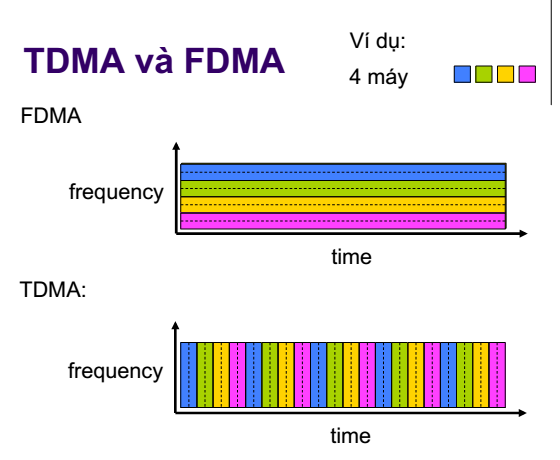 TDMA và FDMA
Ví dụ:
4 máy
FDMA
frequency
time
TDMA:
frequency
time